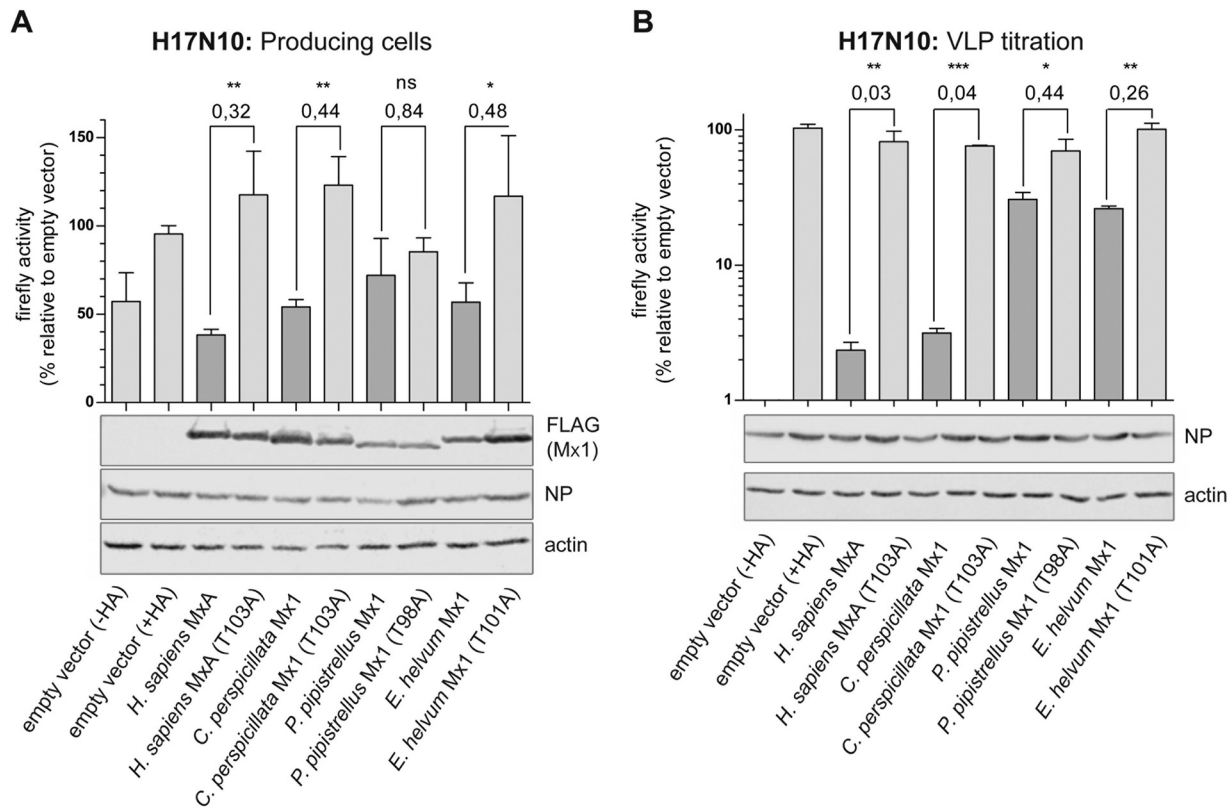 A
H17N10: Producing cells
** ** ns *
0,32 0,44 0,84 0,48
150
100
50
0
firefly activity
(% relative to empty vector)
FLAG
(Mx1)
NP
actin
empty vector (-HA)
empty vector (+HA)
H. sapiens MxA
H. sapiens MxA (T103A)
C. perspicillata Mx1
C. perspicillata Mx1 (T103A)
P. pipistrellus Mx1
P. pipistrellus Mx1 (T98A)
E. helvum Mx1
E. helvum Mx1 (T101A)
B
H17N10: VLP titration
** *** * **
0,03 0,04 0,44 0,26
100
10
1
firefly activity
(% relative to empty vector)
NP
actin
empty vector (-HA)
empty vector (+HA)
H. sapiens MxA
H. sapiens MxA (T103A)
C. perspicillata Mx1
C. perspicillata Mx1 (T103A)
P. pipistrellus Mx1
P. pipistrellus Mx1 (T98A)
E. helvum Mx1
E. helvum Mx1 (T101A)